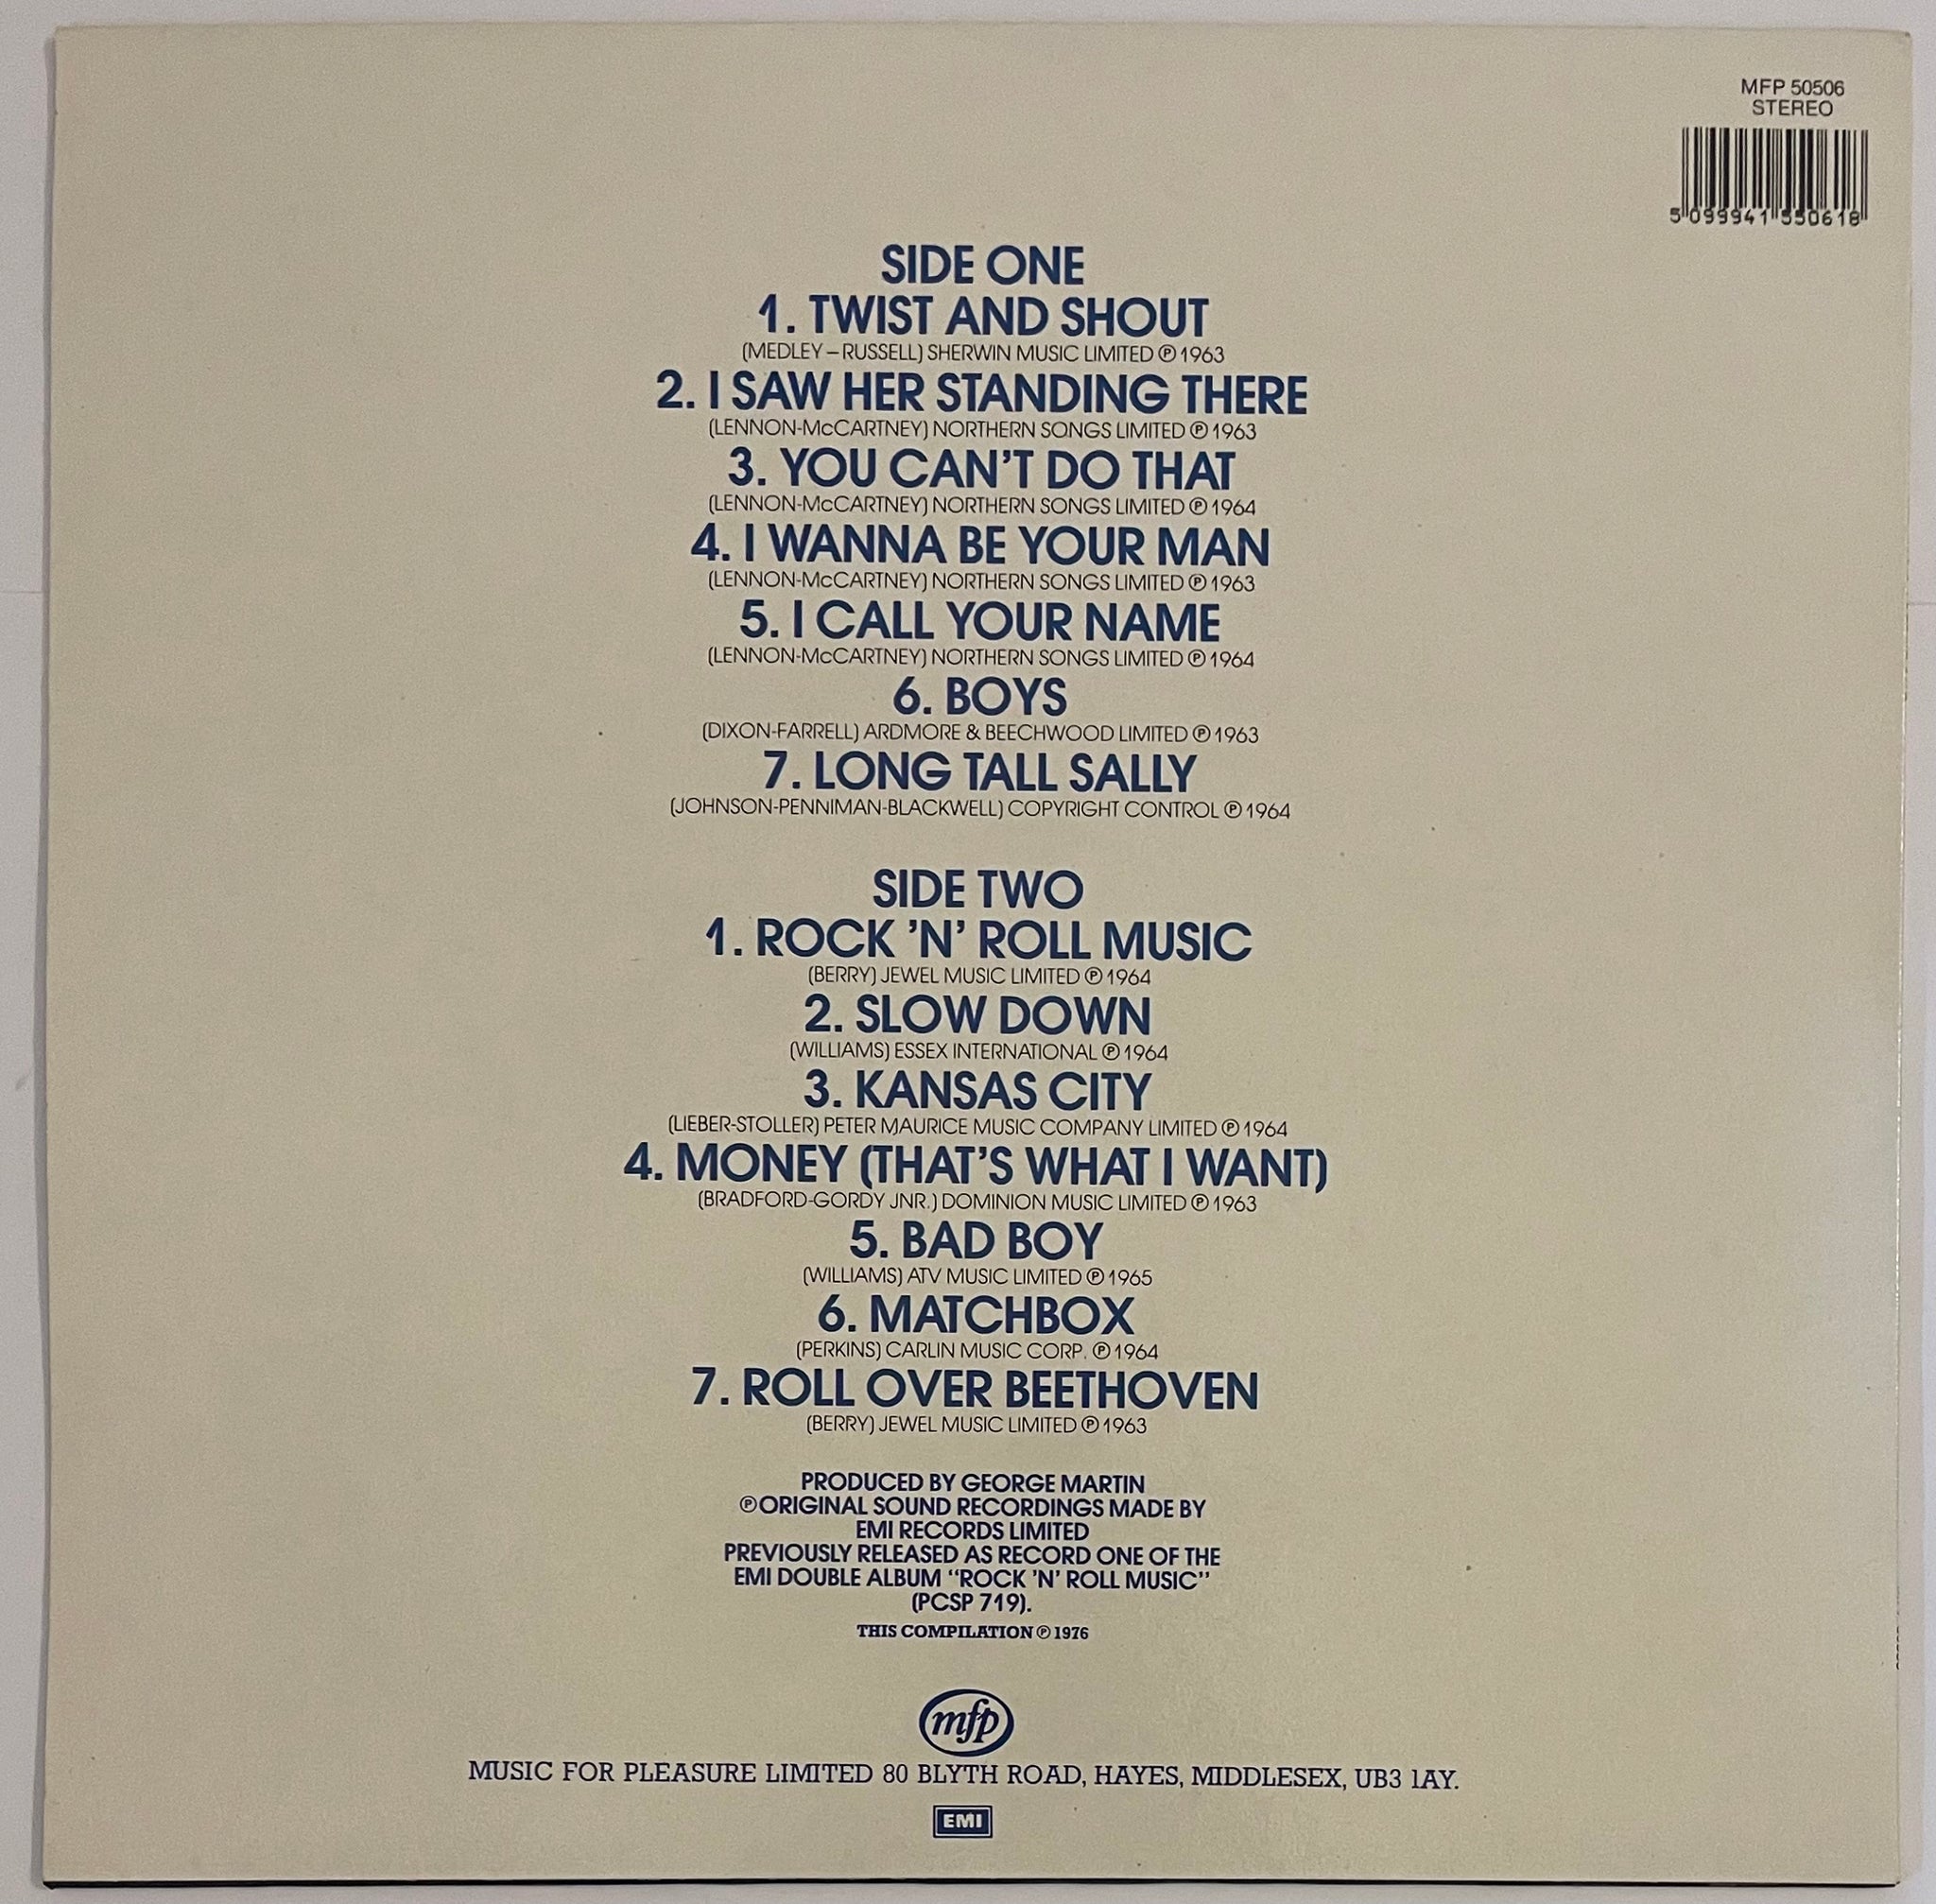 MFP 50506
STEREO
5 099941 550618
SIDE ONE
1. TWIST AND SHOUT
(MEDLEY – RUSSELL) SHERWIN MUSIC LIMITED ℗ 1963
2. I SAW HER STANDING THERE
(LENNON-McCARTNEY) NORTHERN SONGS LIMITED ℗ 1963
3. YOU CAN'T DO THAT
(LENNON-McCARTNEY) NORTHERN SONGS LIMITED ℗ 1964
4. I WANNA BE YOUR MAN
(LENNON-McCARTNEY) NORTHERN SONGS LIMITED ℗ 1963
5. I CALL YOUR NAME
(LENNON-McCARTNEY) NORTHERN SONGS LIMITED ℗ 1964
6. BOYS
(DIXON-FARRELL) ARDMORE & BEECHWOOD LIMITED ℗ 1963
7. LONG TALL SALLY
(JOHNSON-PENNIMAN-BLACKWELL) COPYRIGHT CONTROL ℗ 1964
SIDE TWO
1. ROCK 'N' ROLL MUSIC
(BERRY) JEWEL MUSIC LIMITED ℗ 1964
2. SLOW DOWN
(WILLIAMS) ESSEX INTERNATIONAL ℗ 1964
3. KANSAS CITY
(LIEBER-STOLLER) PETER MAURICE MUSIC COMPANY LIMITED ℗ 1964
4. MONEY (THAT'S WHAT I WANT)
(BRADFORD-GORDY JNR.) DOMINION MUSIC LIMITED ℗ 1963
5. BAD BOY
(WILLIAMS) ATV MUSIC LIMITED ℗ 1965
6. MATCHBOX
(PERKINS) CARLIN MUSIC CORP. ℗ 1964
7. ROLL OVER BEETHOVEN
(BERRY) JEWEL MUSIC LIMITED ℗ 1963
PRODUCED BY GEORGE MARTIN
℗ ORIGINAL SOUND RECORDINGS MADE BY
EMI RECORDS LIMITED
PREVIOUSLY RELEASED AS RECORD ONE OF THE
EMI DOUBLE ALBUM "ROCK 'N' ROLL MUSIC"
(PCSP 719).
THIS COMPILATION ℗ 1976
mfp
MUSIC FOR PLEASURE LIMITED 80 BLYTH ROAD, HAYES, MIDDLESEX, UB3 1AY.
EMI